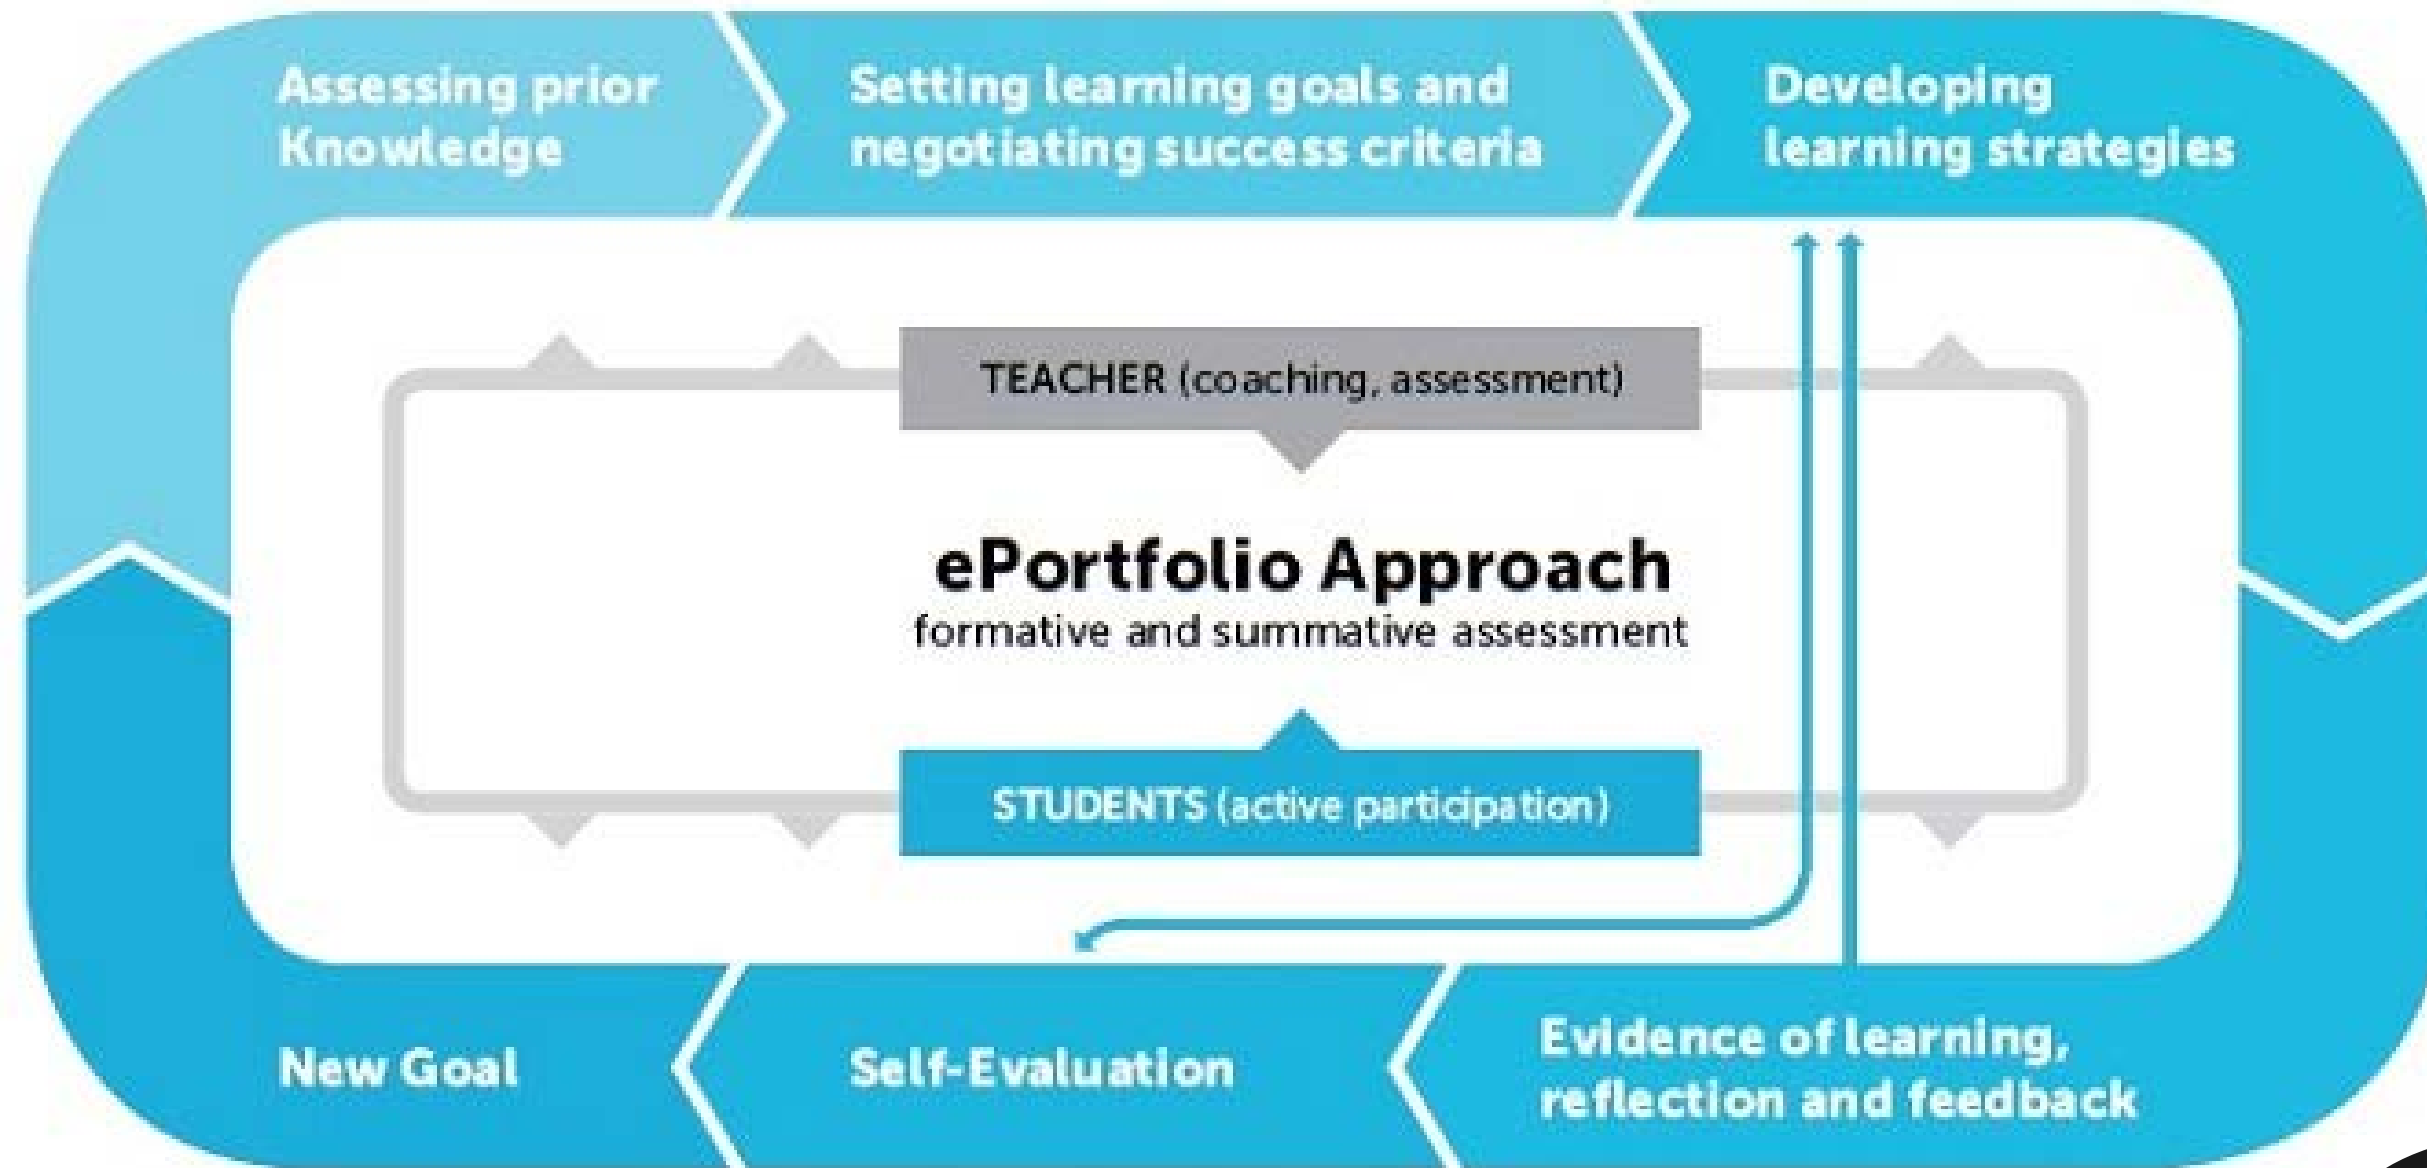 Assessing prior
Knowledge
Setting learning goals and
negotiating success criteria
Developing
learning strategies
TEACHER (coaching, assessment)
ePortfolio Approach
formative and summative assessment
STUDENTS (active participation)
New Goal
Self-Evaluation
Evidence of learning,
reflection and feedback